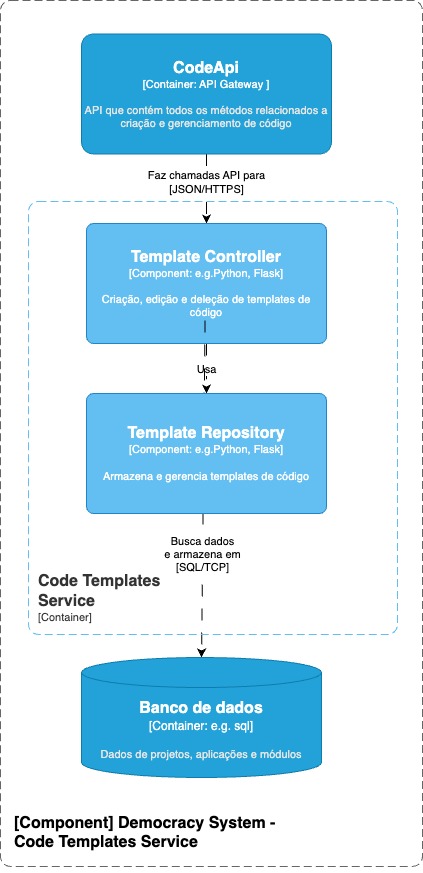 CodeApi
[Container: API Gateway ]
API que contém todos os métodos relacionados a
criação e gerenciamento de código
Faz chamadas API para
[JSON/HTTPS]
Template Controller
[Component: e.g.Python, Flask]
Criação, edição e deleção de templates de
código
Usa
Template Repository
[Component: e.g.Python, Flask]
Armazena e gerencia templates de código
Busca dados
e armazena em
[SQL/TCP]
Code Templates
Service
[Container]
Banco de dados
[Container: e.g. sql]
Dados de projetos, aplicações e módulos
[Component] Democracy System -
Code Templates Service